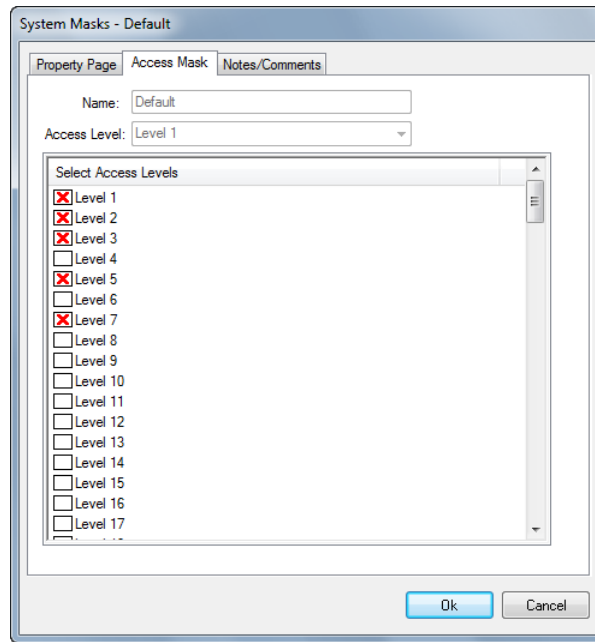 System Masks - Default
Property Page Access Mask Notes/Comments
Name: Default
Access Level: Level 1
Select Access Levels
Level 1
Level 2
Level 3
Level 4
Level 5
Level 6
Level 7
Level 8
Level 9
Level 10
Level 11
Level 12
Level 13
Level 14
Level 15
Level 16
Level 17
Ok Cancel